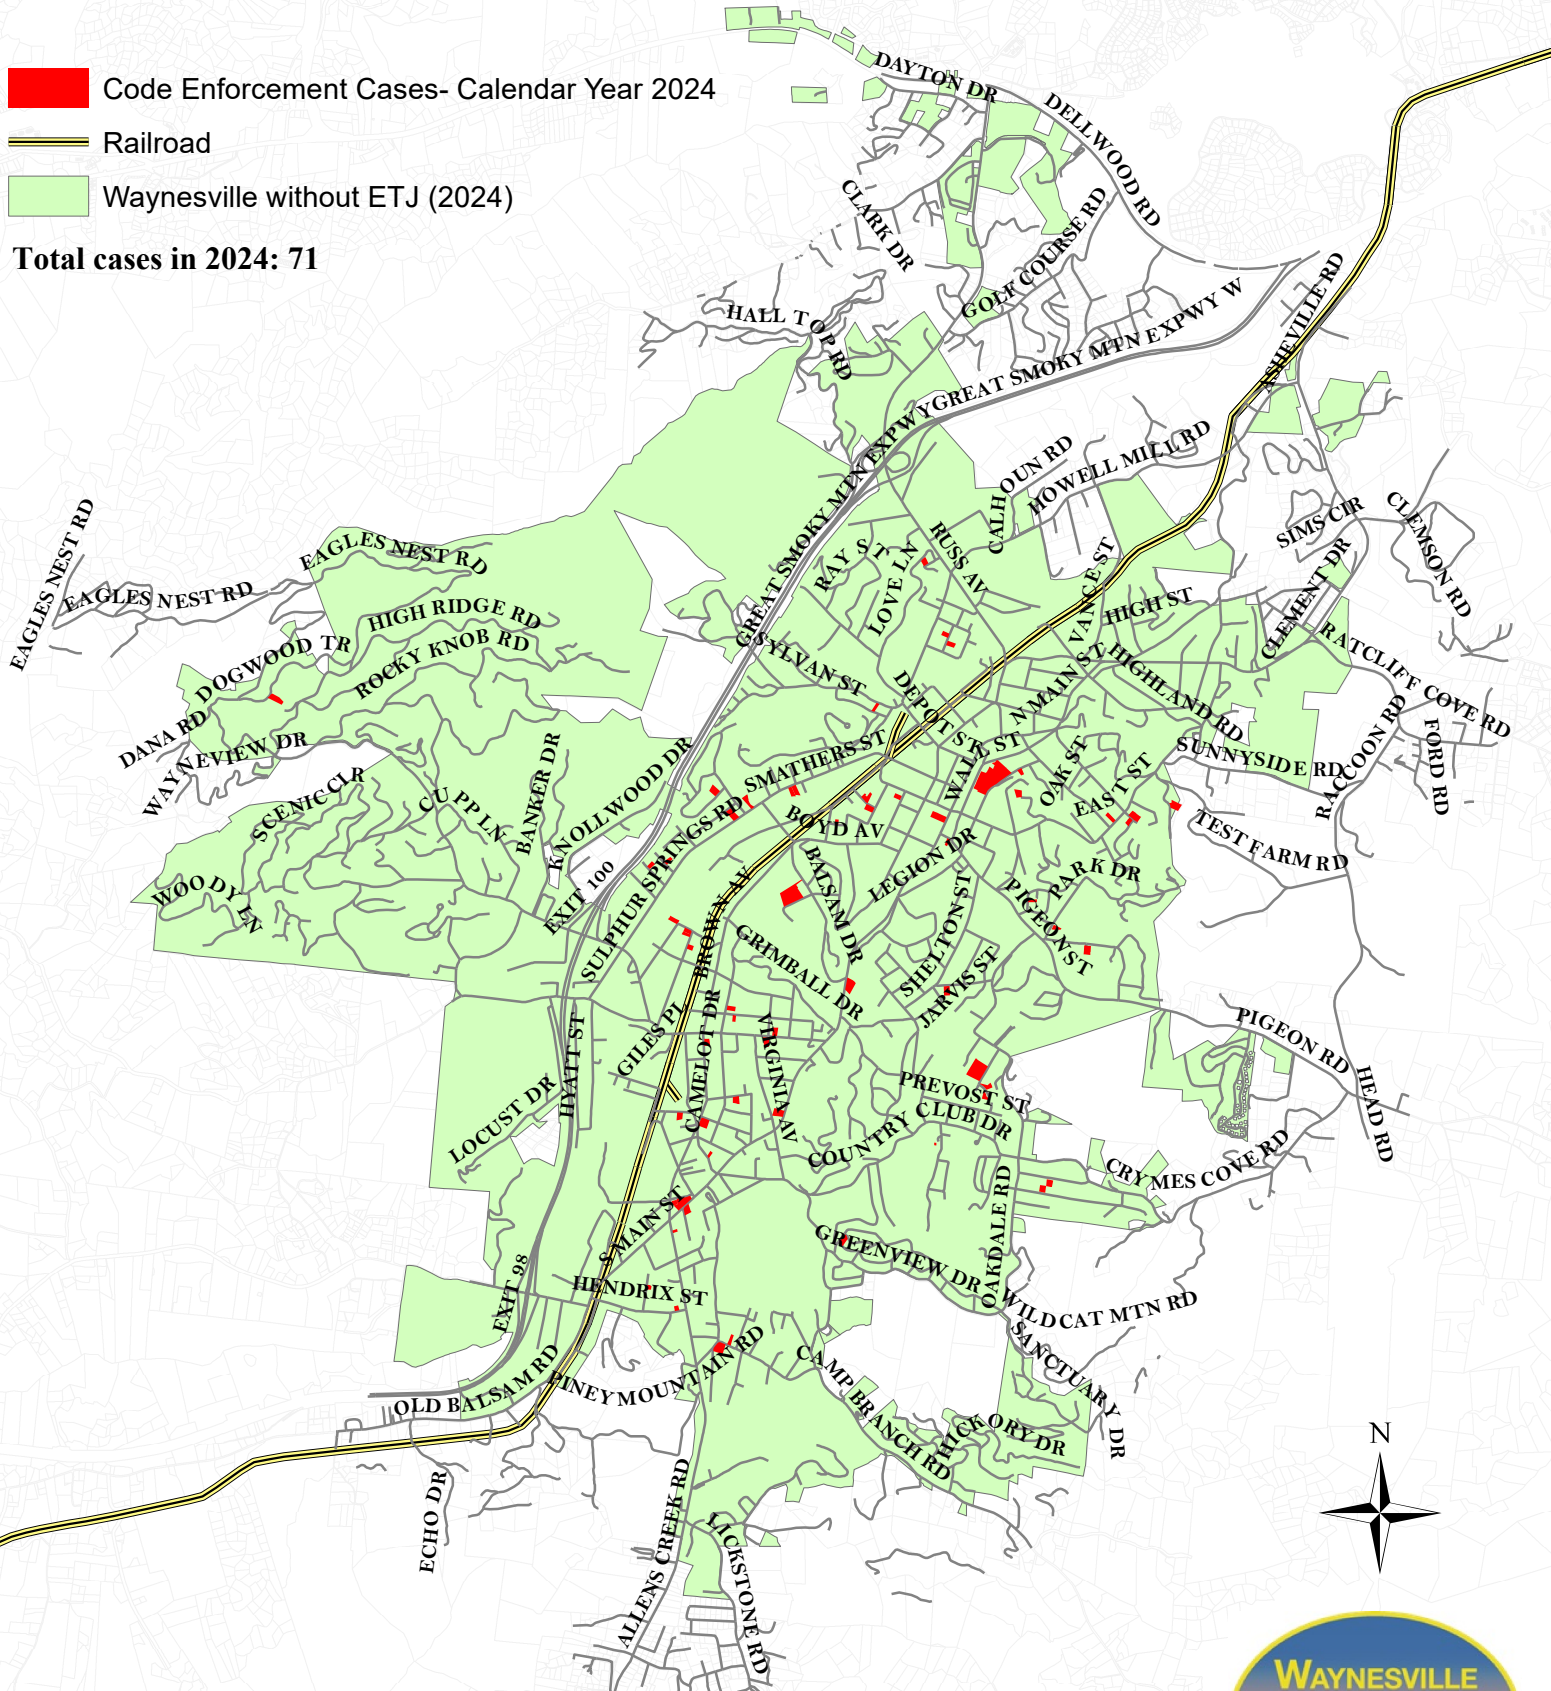 Code Enforcement Cases- Calendar Year 2024
Railroad
Waynesville without ETJ (2024)
Total cases in 2024: 71
DAYTON DR
DELLWOOD RD
CLARK DR
GOLF COURSE RD
HALL TOP RD
GREAT SMOKY MTN EXPWY W
ASHEVILLE RD
GREAT SMOKY MTN EXPWY
CALHOUN RD
HOWELL MILL RD
SIMS CIR
CLEMSON RD
CLEMENT DR
EAGLES NEST RD
EAGLES NEST RD
EAGLES NEST RD
RAY ST
LOVE LN
RUSS AV
VANCE ST
HIGH ST
HIGH RIDGE RD
ROCKY KNOB RD
DOGWOOD TR
DANA RD
WAYNEVIEW DR
SYLVAN ST
DEPOT ST
N MAIN ST
HIGHLAND RD
RATCLIFF COVE RD
RACCOON RD
FORD RD
SUNNYSIDE RD
SCENIC CIR
CUPP LN
BANKER DR
KNOLLWOOD DR
SMATHERS ST
WALL ST
OAK ST
EAST ST
TEST FARM RD
BOYD AV
SULPHUR SPRINGS RD
EXIT 100
WOODY LN
BALSAM DR
LEGION DR
PARK DR
PIGEON ST
SHELTON ST
JARVIS ST
BROWN AV
GRIMBALL DR
GILES PL
CAMELOT DR
VIRGINIA AV
HYATT ST
LOCUST DR
PIGEON RD
HEAD RD
PREVOST ST
COUNTRY CLUB DR
CRYMES COVE RD
OAKDALE RD
S MAIN ST
GREENVIEW DR
WILDCAT MTN RD
EXIT 98
HENDRIX ST
SANCTUARY DR
PINEY MOUNTAIN RD
OLD BALSAM RD
CAMP BRANCH RD
HICKORY DR
ECHO DR
ALLENS CREEK RD
LICKSTONE RD
N
WAYNESVILLE